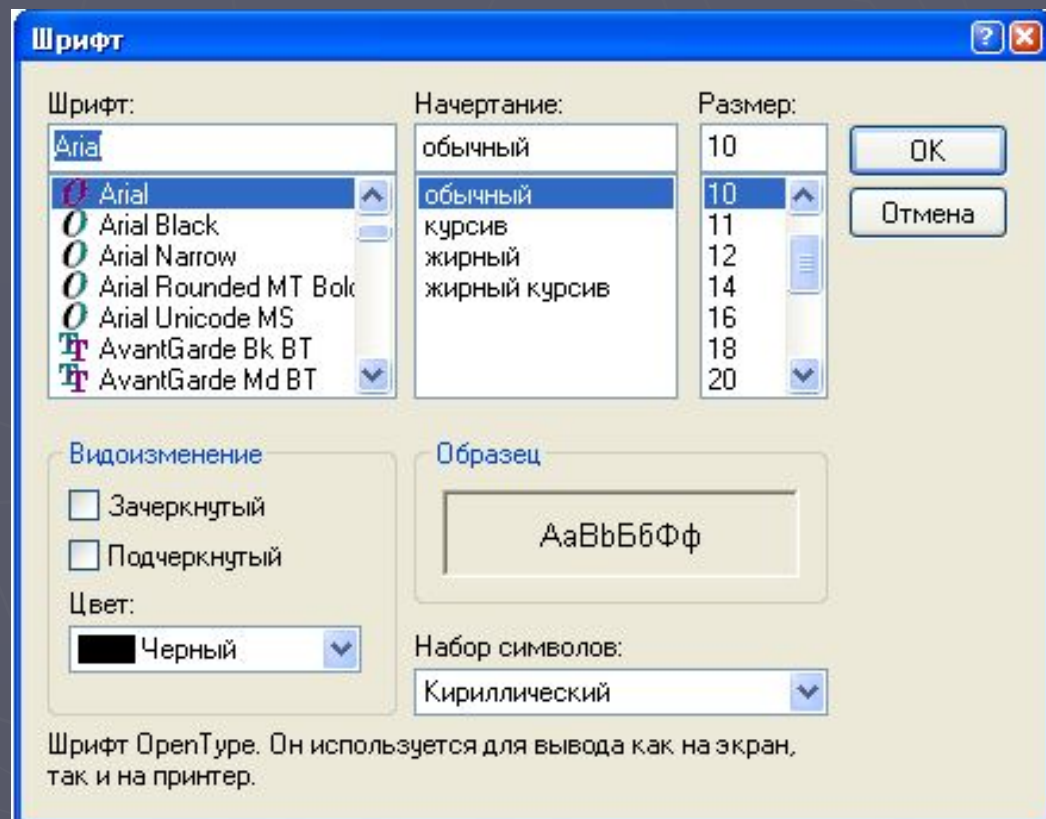 Шрифт
Шрифт:
Arial
Arial
Arial Black
Arial Narrow
Arial Rounded MT Bold
Arial Unicode MS
AvantGarde Bk BT
AvantGarde Md BT
Начертание:
обычный
обычный
курсив
жирный
жирный курсив
Размер:
10
10
11
12
14
16
18
20
OK
Отмена
Видоизменение
Зачеркнутый
Подчеркнутый
Цвет:
Черный
Образец
АаВbБбФф
Набор символов:
Кириллический
Шрифт OpenType. Он используется для вывода как на экран,
так и на принтер.